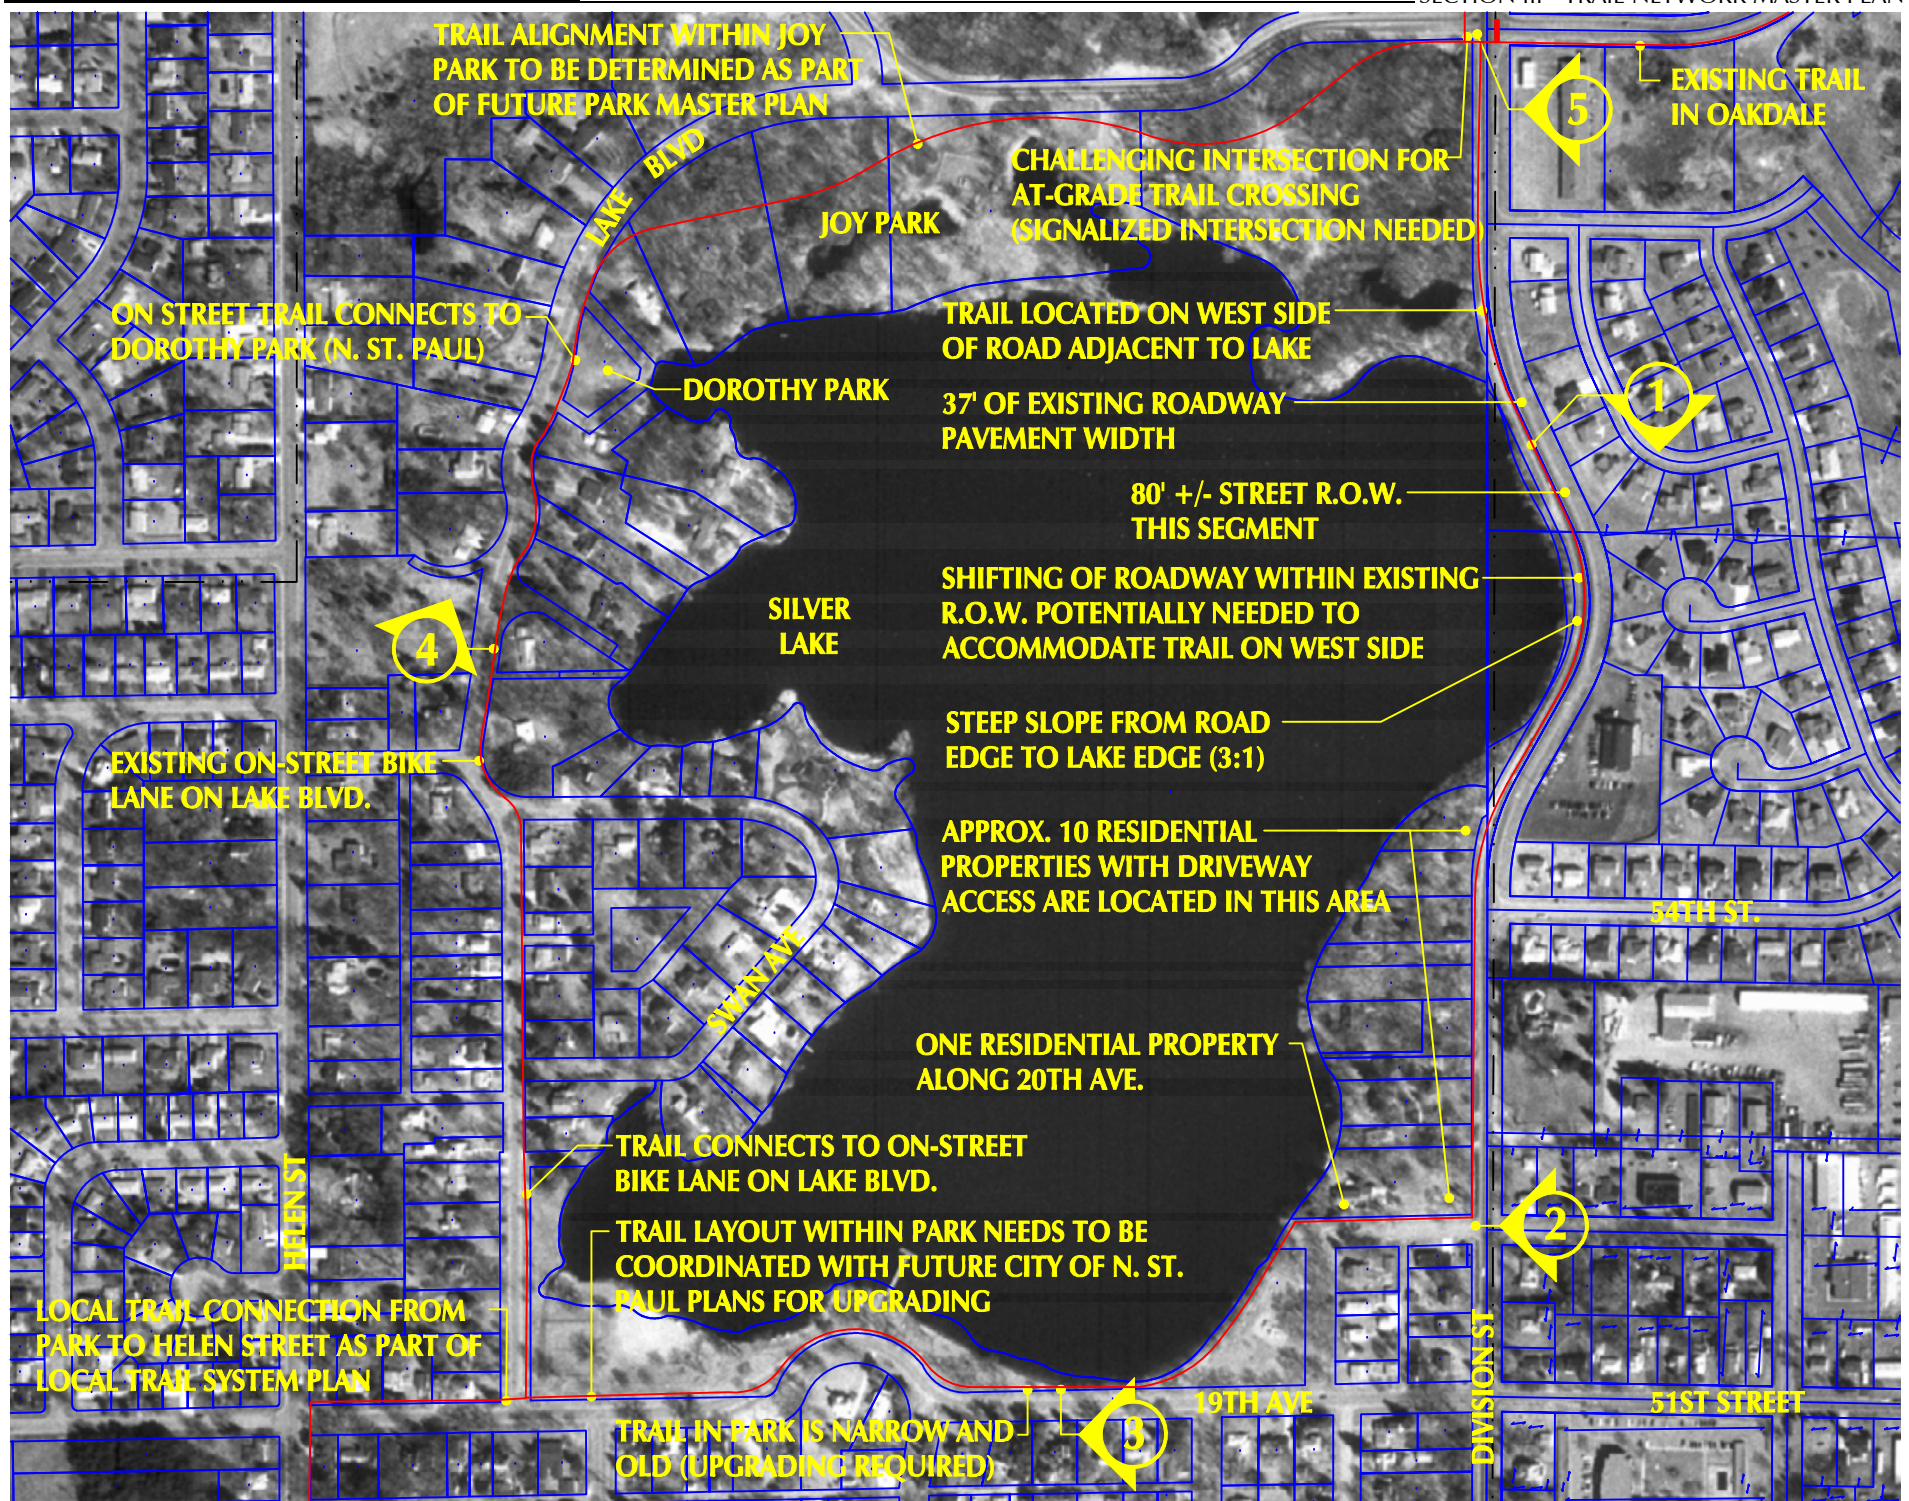 SECTION III - TRAIL NETWORK MASTER PLAN
TRAIL ALIGNMENT WITHIN JOY
PARK TO BE DETERMINED AS PART
OF FUTURE PARK MASTER PLAN
EXISTING TRAIL
IN OAKDALE
5
LAKE BLVD
CHALLENGING INTERSECTION FOR
AT-GRADE TRAIL CROSSING
(SIGNALIZED INTERSECTION NEEDED)
JOY PARK
ON STREET TRAIL CONNECTS TO
DOROTHY PARK (N. ST. PAUL)
TRAIL LOCATED ON WEST SIDE
OF ROAD ADJACENT TO LAKE
DOROTHY PARK
37' OF EXISTING ROADWAY
PAVEMENT WIDTH
1
80' +/- STREET R.O.W.
THIS SEGMENT
SILVER
LAKE
SHIFTING OF ROADWAY WITHIN EXISTING
R.O.W. POTENTIALLY NEEDED TO
ACCOMMODATE TRAIL ON WEST SIDE
4
STEEP SLOPE FROM ROAD
EDGE TO LAKE EDGE (3:1)
EXISTING ON-STREET BIKE
LANE ON LAKE BLVD.
APPROX. 10 RESIDENTIAL
PROPERTIES WITH DRIVEWAY
ACCESS ARE LOCATED IN THIS AREA
54TH ST.
SWAN AVE
ONE RESIDENTIAL PROPERTY
ALONG 20TH AVE.
TRAIL CONNECTS TO ON-STREET
BIKE LANE ON LAKE BLVD.
HELEN ST
2
TRAIL LAYOUT WITHIN PARK NEEDS TO BE
COORDINATED WITH FUTURE CITY OF N. ST.
PAUL PLANS FOR UPGRADING
LOCAL TRAIL CONNECTION FROM
PARK TO HELEN STREET AS PART OF
LOCAL TRAIL SYSTEM PLAN
DIVISION ST
19TH AVE
51ST STREET
TRAIL IN PARK IS NARROW AND
OLD (UPGRADING REQUIRED)
3